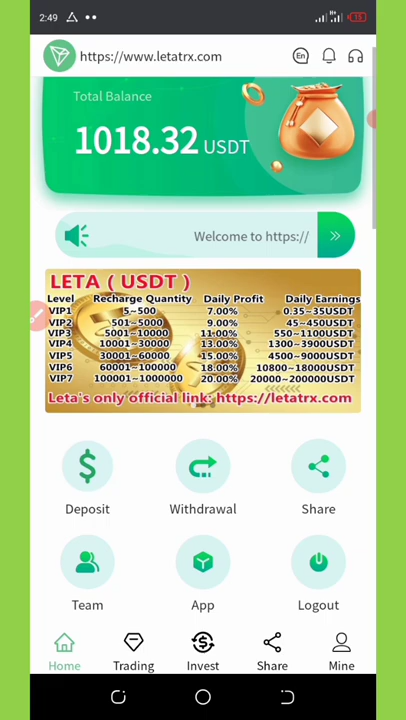 2:49
https://www.letatrx.com
En
Total Balance
1018.32 USDT
Welcome to https://
LETA ( USDT )
Level Recharge Quantity Daily Profit Daily Earnings
VIP1 5~500 7.00% 0.35~35USDT
VIP2 501~5000 9.00% 45~450USDT
VIP3 5001~10000 11.00% 550~1100USDT
VIP4 10001~30000 13.00% 1300~3900USDT
VIP5 30001~60000 15.00% 4500~9000USDT
VIP6 60001~100000 18.00% 10800~18000USDT
VIP7 100001~1000000 20.00% 20000~200000USDT
Leta's only official link: https://letatrx.com
Deposit Withdrawal Share
Team App Logout
Home Trading Invest Share Mine